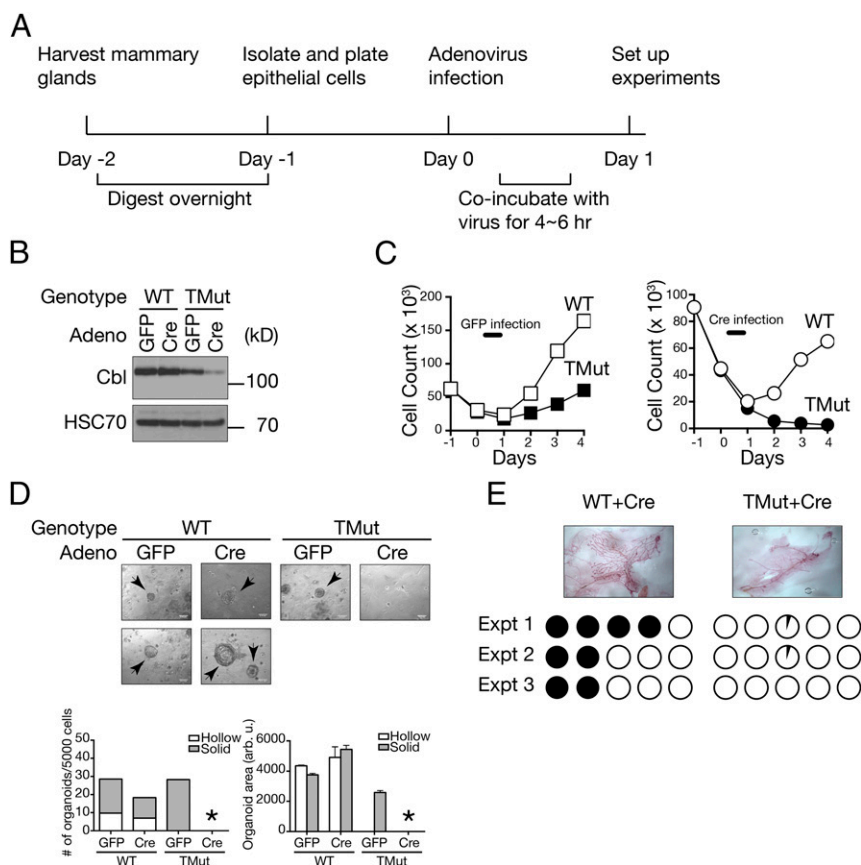 A
Harvest mammary glands
Isolate and plate epithelial cells
Adenovirus infection
Set up experiments
Day -2
Day -1
Day 0
Day 1
Digest overnight
Co-incubate with virus for 4~6 hr
B
Genotype WT TMut
Adeno GFP Cre GFP Cre (kD)
Cbl 100
HSC70 70
C
Cell Count (x 10³)
200
150
100
50
0
GFP infection
WT
TMut
-1 0 1 2 3 4
Days
Cell Count (x 10³)
100
80
60
40
20
0
Cre infection
WT
TMut
-1 0 1 2 3 4
Days
D
Genotype WT TMut
Adeno GFP Cre GFP Cre
# of organoids/5000 cells
50
40
30
20
10
0
Hollow
Solid
*
GFP Cre GFP Cre
WT TMut
Organoid area (arb. u.)
6000
4000
2000
0
Hollow
Solid
*
GFP Cre GFP Cre
WT TMut
E
WT+Cre TMut+Cre
Expt 1
Expt 2
Expt 3